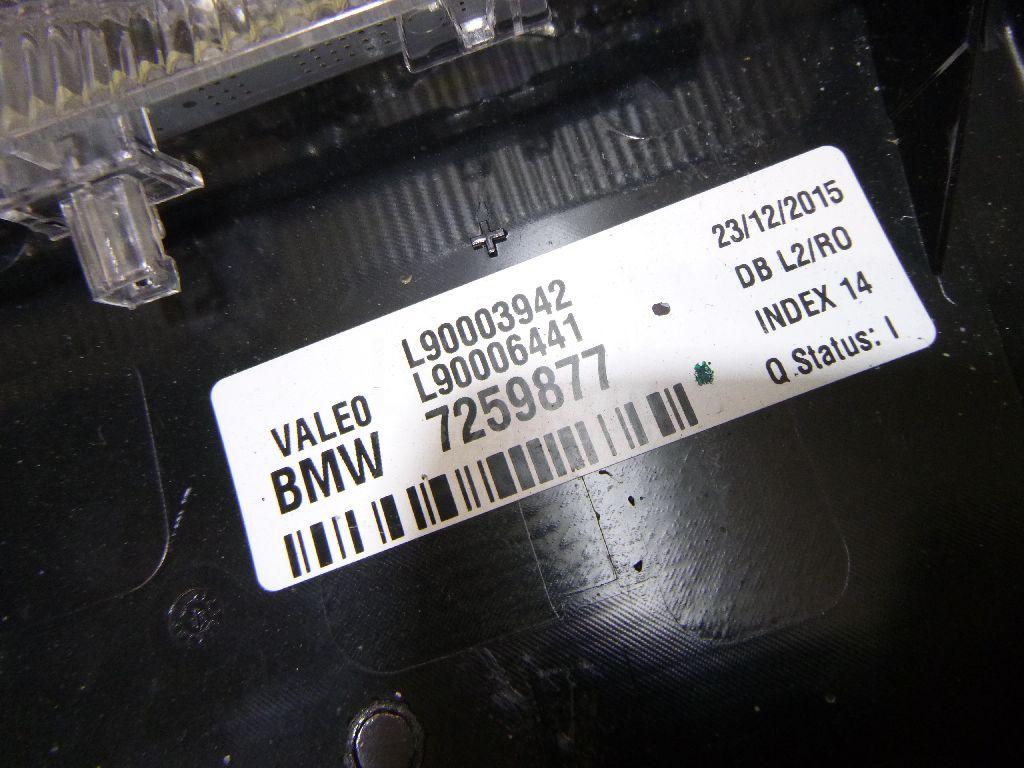 L90003942
L90006441
VALEO
BMW 7259877
23/12/2015
DB L2/RO
INDEX 14
Q.Status: I